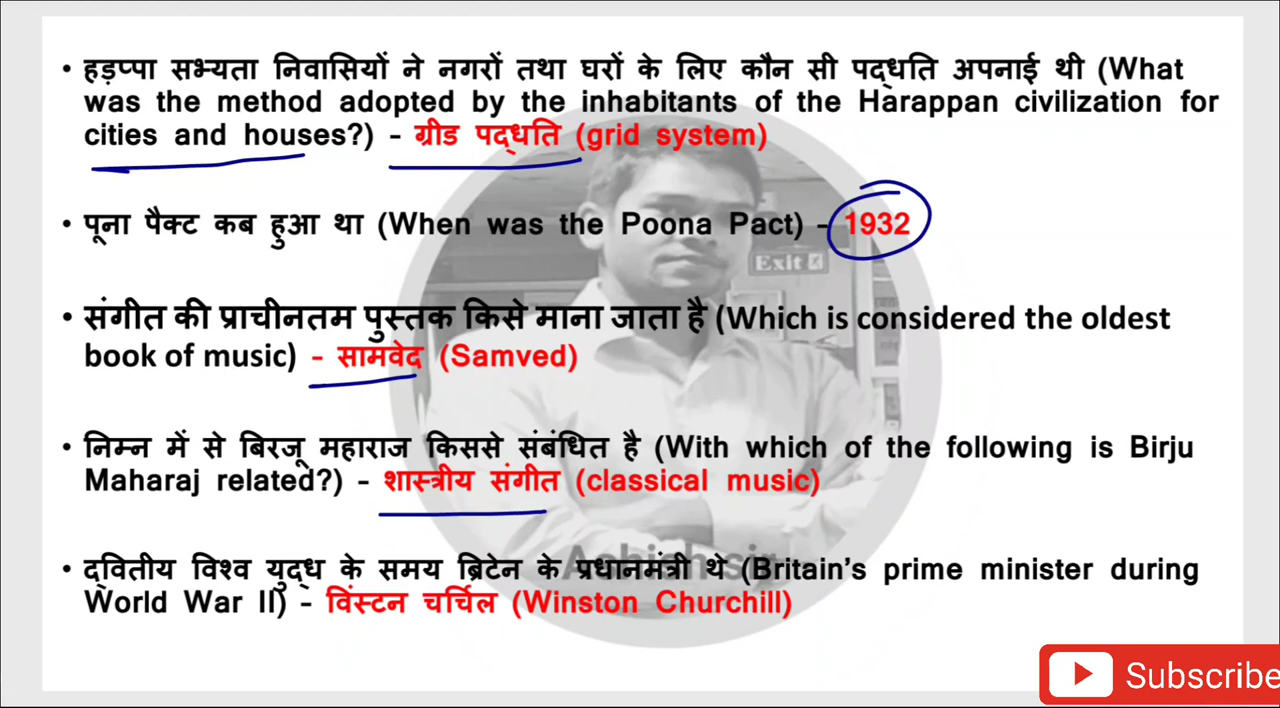 • हड़प्पा सभ्यता निवासियों ने नगरों तथा घरों के लिए कौन सी पद्धति अपनाई थी (What
was the method adopted by the inhabitants of the Harappan civilization for
cities and houses?) - ग्रीड पद्धति (grid system)
• पूना पैक्ट कब हुआ था (When was the Poona Pact) - 1932
Exit
• संगीत की प्राचीनतम पुस्तक किसे माना जाता है (Which is considered the oldest
book of music) - सामवेद (Samved)
• निम्न में से बिरजू महाराज किससे संबंधित है (With which of the following is Birju
Maharaj related?) - शास्त्रीय संगीत (classical music)
Ashish sir
• द्वितीय विश्व युद्ध के समय ब्रिटेन के प्रधानमंत्री थे (Britain's prime minister during
World War II) - विंस्टन चर्चिल (Winston Churchill)
Subscribe